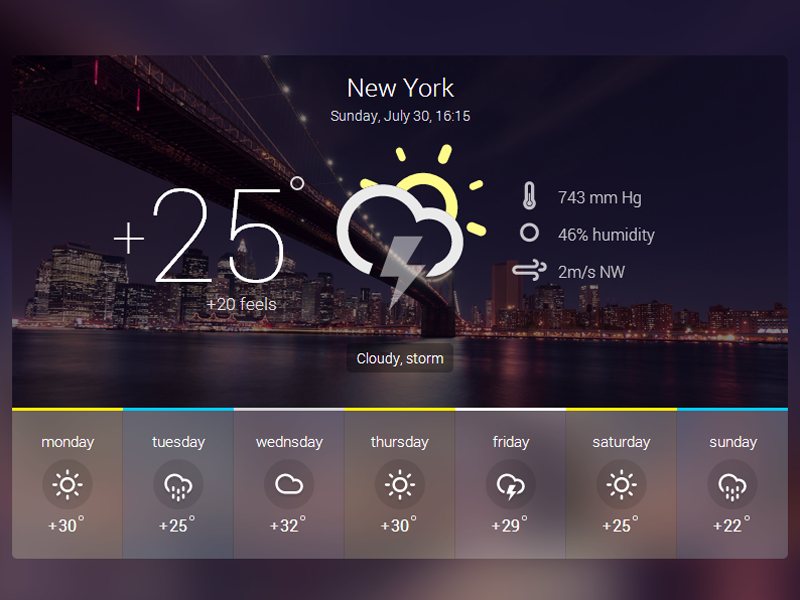 New York
Sunday, July 30, 16:15
+25°
+20 feels
743 mm Hg
46% humidity
2m/s NW
Cloudy, storm
monday
tuesday
wednsday
thursday
friday
saturday
sunday
+30°
+25°
+32°
+30°
+29°
+25°
+22°